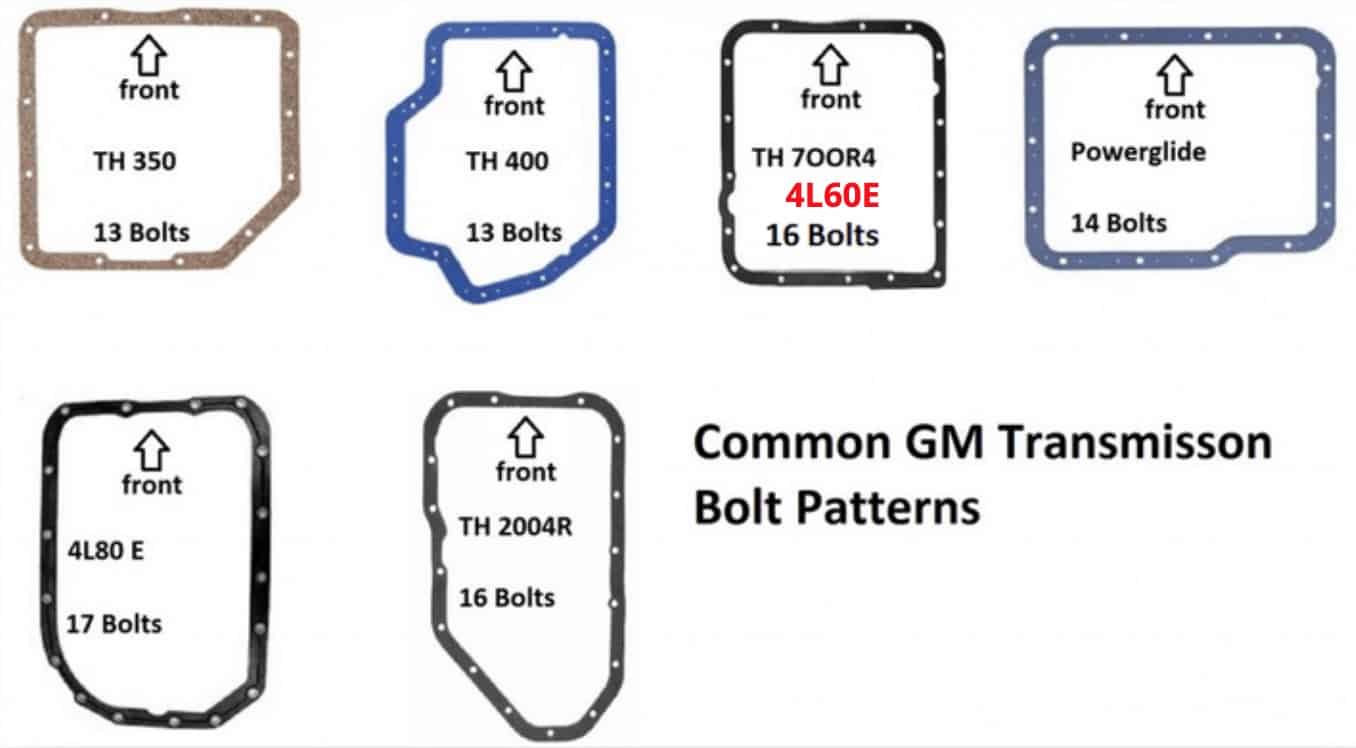 front
TH 350
13 Bolts
front
TH 400
13 Bolts
front
TH 7OOR4
4L60E
16 Bolts
front
Powerglide
14 Bolts
front
4L80 E
17 Bolts
front
TH 2004R
16 Bolts
Common GM Transmisson
Bolt Patterns